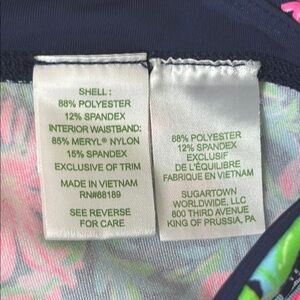 SHELL:
88% POLYESTER
12% SPANDEX
INTERIOR WAISTBAND:
85% MERYL® NYLON
15% SPANDEX
EXCLUSIVE OF TRIM
MADE IN VIETNAM
RN#88189
SEE REVERSE
FOR CARE
88% POLYESTER
12% SPANDEX
EXCLUSIF
DE L'ÉQUILIBRE
FABRIQUE EN VIETNAM
SUGARTOWN
WORLDWIDE, LLC
800 THIRD AVENUE
KING OF PRUSSIA, PA